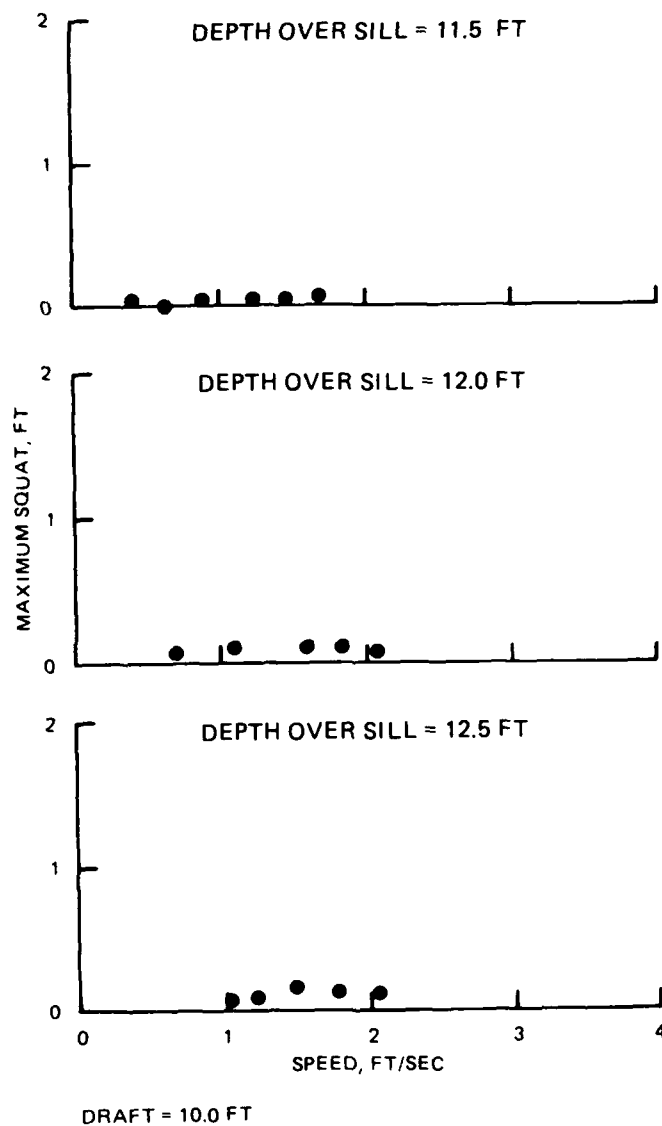 2
DEPTH OVER SILL = 11.5 FT
1
0
2
DEPTH OVER SILL = 12.0 FT
MAXIMUM SQUAT, FT
1
0
2
DEPTH OVER SILL = 12.5 FT
1
0
0 1 2 3 4
SPEED, FT/SEC
DRAFT = 10.0 FT